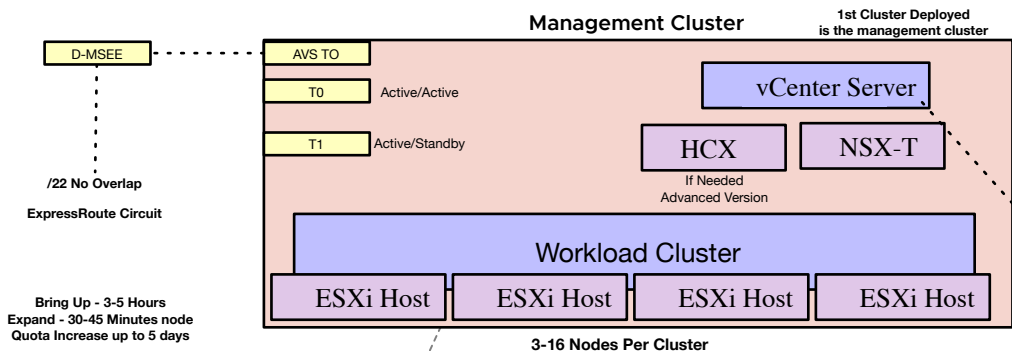 Management Cluster
1st Cluster Deployed
is the management cluster
D-MSEE
AVS TO
T0
Active/Active
vCenter Server
T1
Active/Standby
HCX
NSX-T
If Needed
Advanced Version
/22 No Overlap
ExpressRoute Circuit
Workload Cluster
ESXi Host
ESXi Host
ESXi Host
ESXi Host
Bring Up - 3-5 Hours
Expand - 30-45 Minutes node
Quota Increase up to 5 days
3-16 Nodes Per Cluster